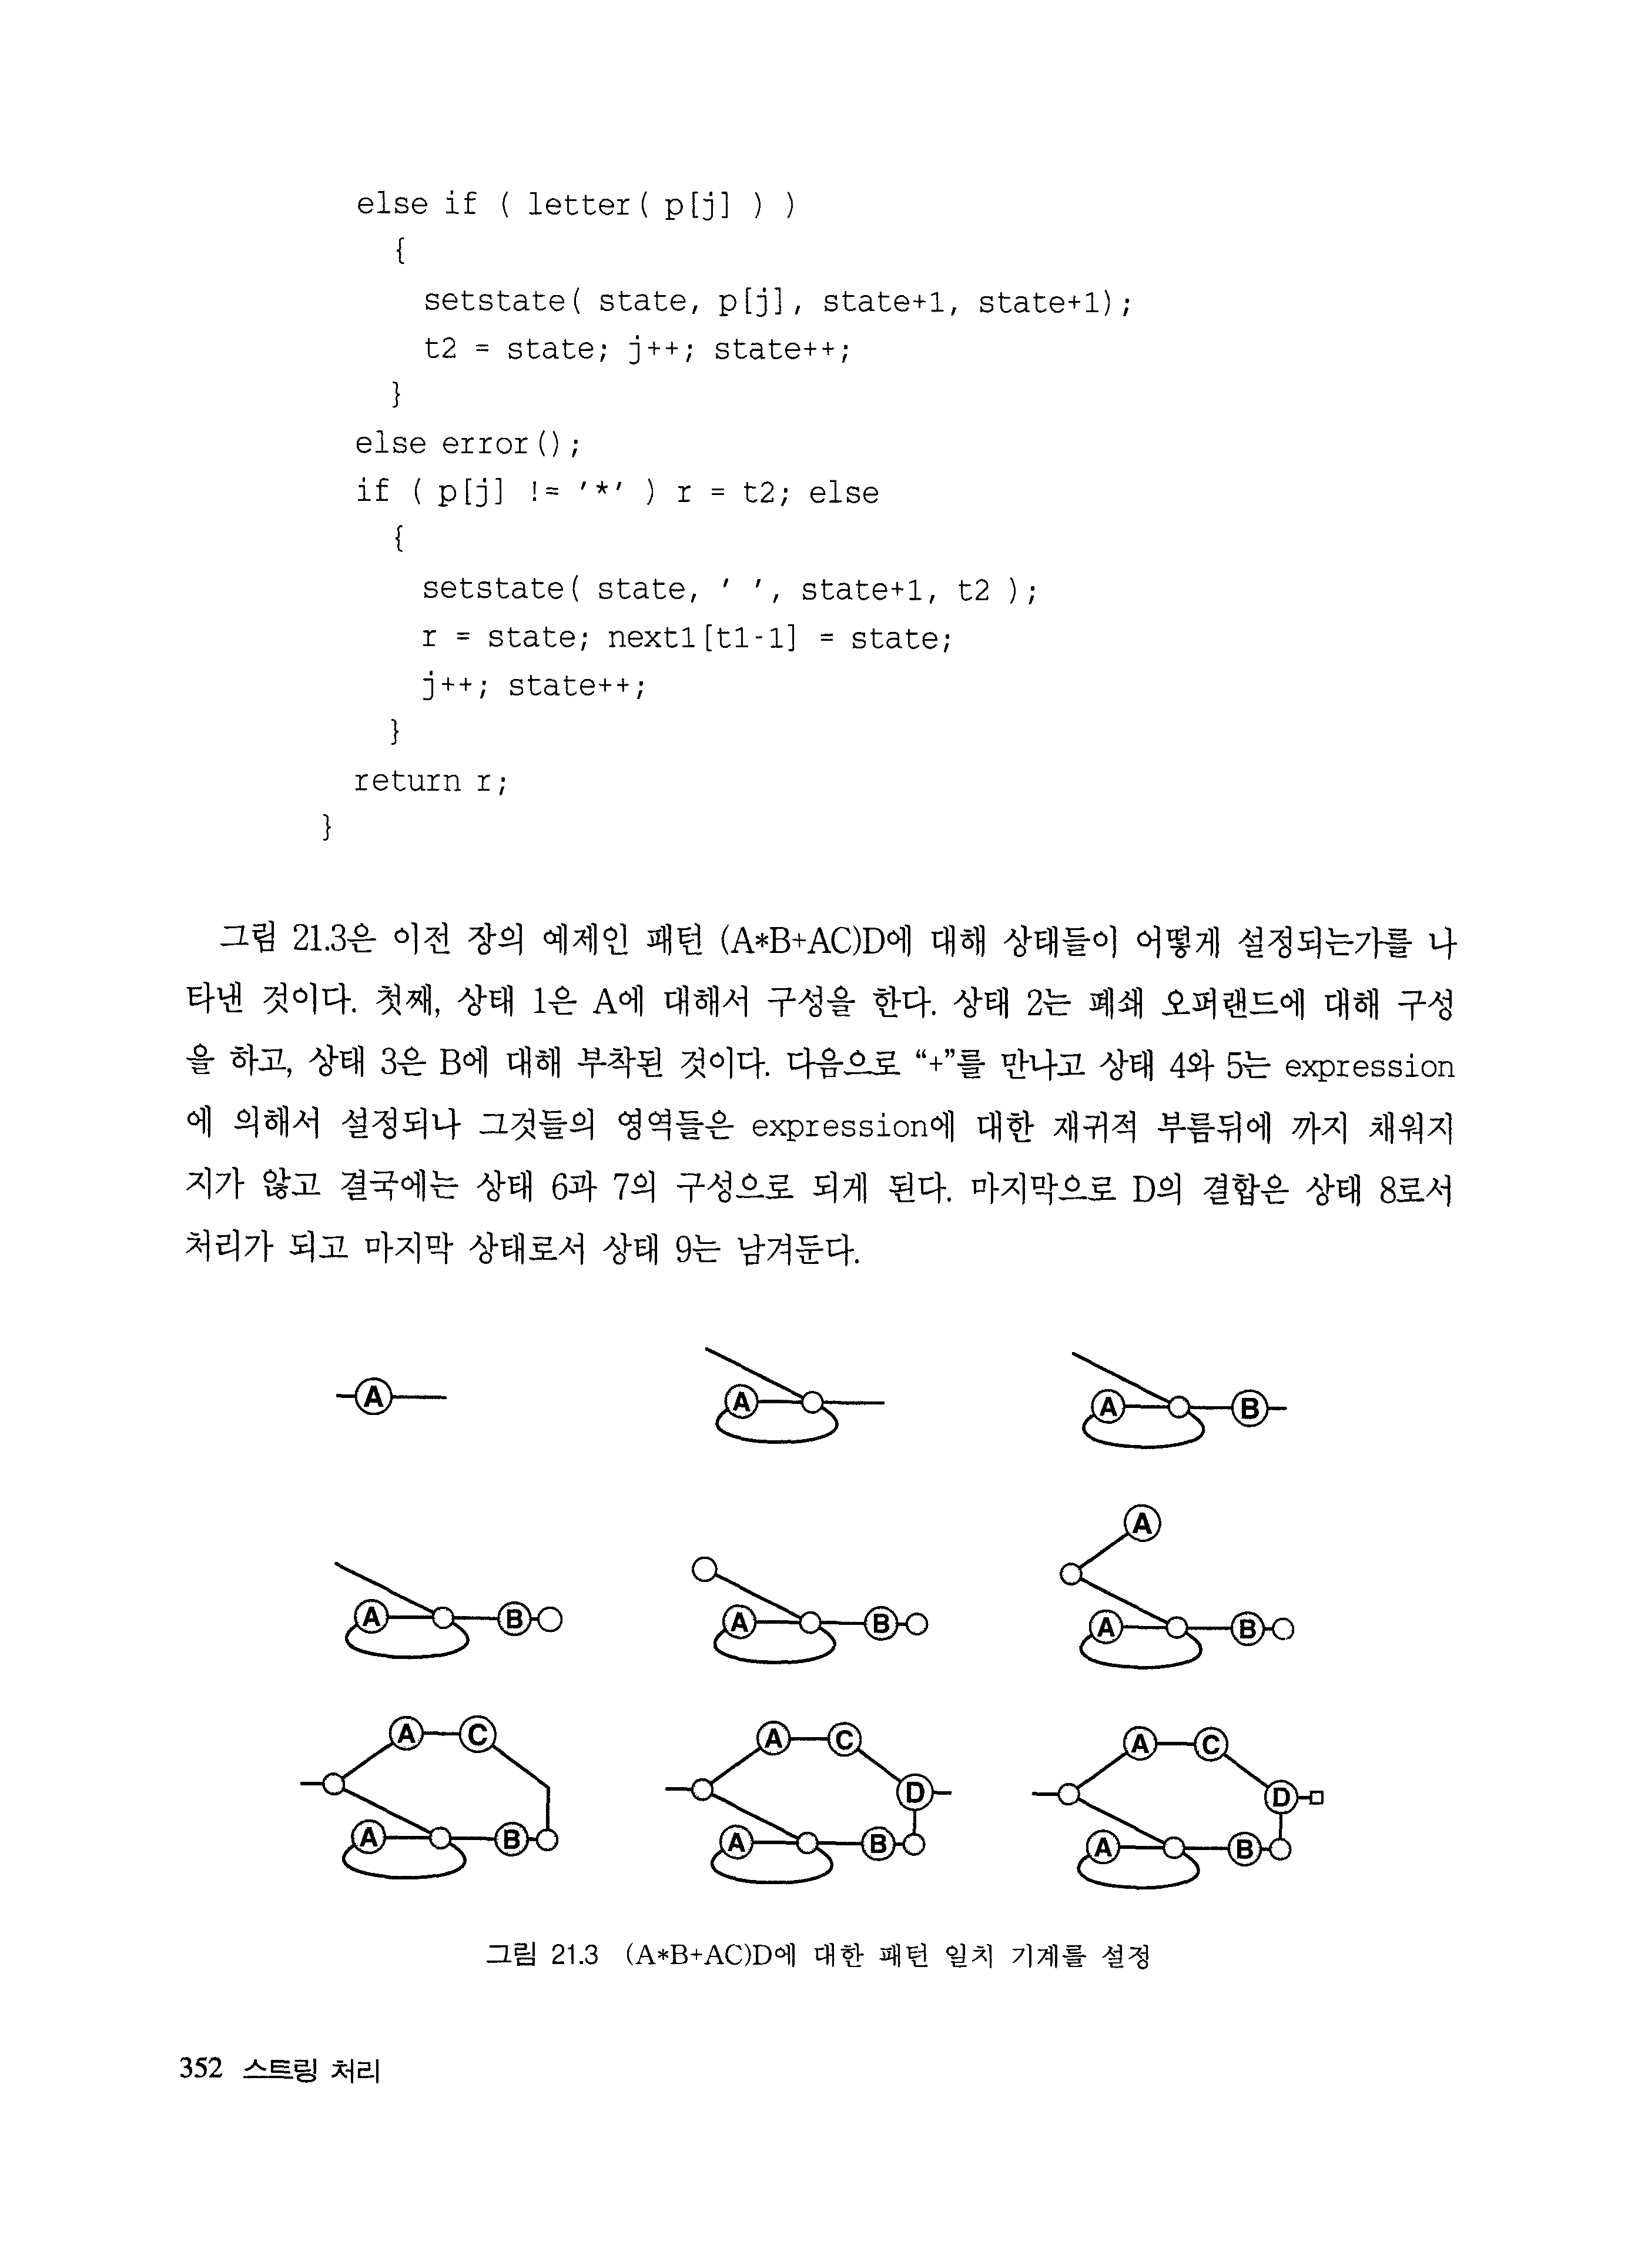 else if ( letter( p[j] ) )
{
setstate( state, p[j], state+1, state+1);
t2 = state; j++; state++;
}
else error();
if ( p[j] != '*' ) r = t2; else
{
setstate( state, ' ', state+1, t2 );
r = state; next1[t1-1] = state;
j++; state++;
}
return r;
}
그림 21.3은 이전 장의 예제인 패턴 (A*B+AC)D에 대해 상태들이 어떻게 설정되는가를 나
타낸 것이다. 첫째, 상태 1은 A에 대해서 구성을 한다. 상태 2는 폐쇄 오퍼랜드에 대해 구성
을 하고, 상태 3은 B에 대해 부착된 것이다. 다음으로 “+”를 만나고 상태 4와 5는 expression
에 의해서 설정되나 그것들의 영역들은 expression에 대한 재귀적 부름뒤에 까지 채워지
지가 않고 결국에는 상태 6과 7의 구성으로 되게 된다. 마지막으로 D의 결합은 상태 8로서
처리가 되고 마지막 상태로서 상태 9는 남겨둔다.
A
A
A B
A B
A B
A
A B
A C
A B
A C
D
A B
A C
D
A B
그림 21.3 (A*B+AC)D에 대한 패턴 일치 기계를 설정
352 스트링 처리